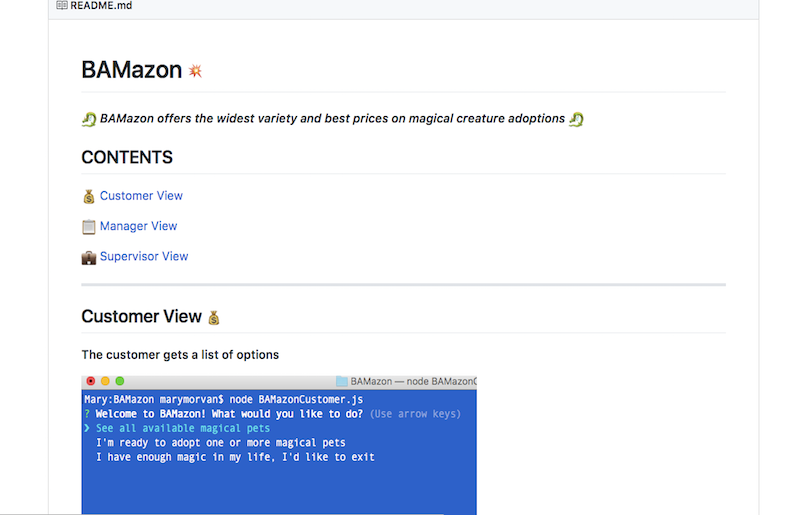 README.md
BAMazon
BAMazon offers the widest variety and best prices on magical creature adoptions
CONTENTS
Customer View
Manager View
Supervisor View
Customer View
The customer gets a list of options
BAMazon — node BAMazonC
Mary:BAMazon marymorvan$ node BAMazonCustomer.js
? Welcome to BAMazon! What would you like to do? (Use arrow keys)
❯ See all available magical pets
I'm ready to adopt one or more magical pets
I have enough magic in my life, I'd like to exit